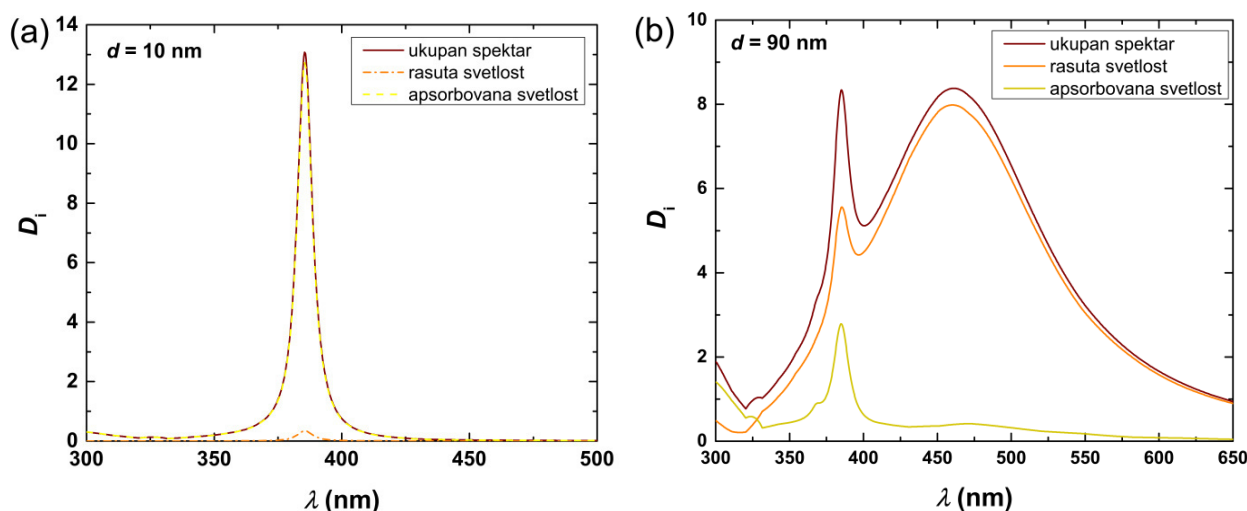 (a)
d = 10 nm
ukupan spektar
rasuta svetlost
apsorbovana svetlost
14
12
10
8
6
4
2
0
Di
300
350
400
450
500
λ (nm)
(b)
d = 90 nm
ukupan spektar
rasuta svetlost
apsorbovana svetlost
10
8
6
4
2
0
Di
300
350
400
450
500
550
600
650
λ (nm)